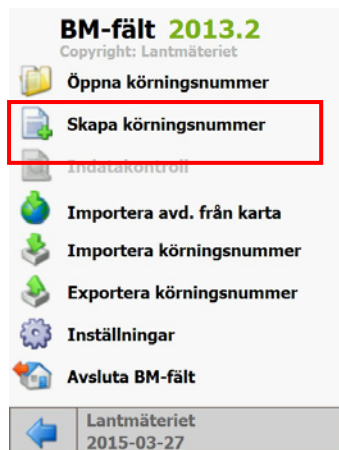 BM-fält 2013.2
Copyright: Lantmäteriet
Öppna körningsnummer
Skapa körningsnummer
Indatakontroll
Importera avd. från karta
Importera körningsnummer
Exportera körningsnummer
Inställningar
Avsluta BM-fält
Lantmäteriet
2015-03-27